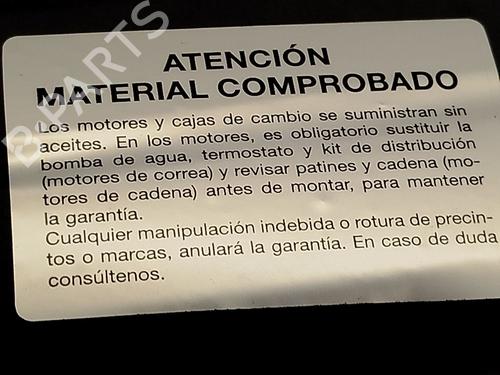 B-PARTS
ATENCIÓN
MATERIAL COMPROBADO
Los motores y cajas de cambio se suministran sin
aceites. En los motores, es obligatorio sustituir la
bomba de agua, termostato y kit de distribución
(motores de correa) y revisar patines y cadena (mo-
tores de cadena) antes de montar, para mantener
la garantía.
Cualquier manipulación indebida o rotura de precin-
tos o marcas, anulará la garantía. En caso de duda
consúltenos.